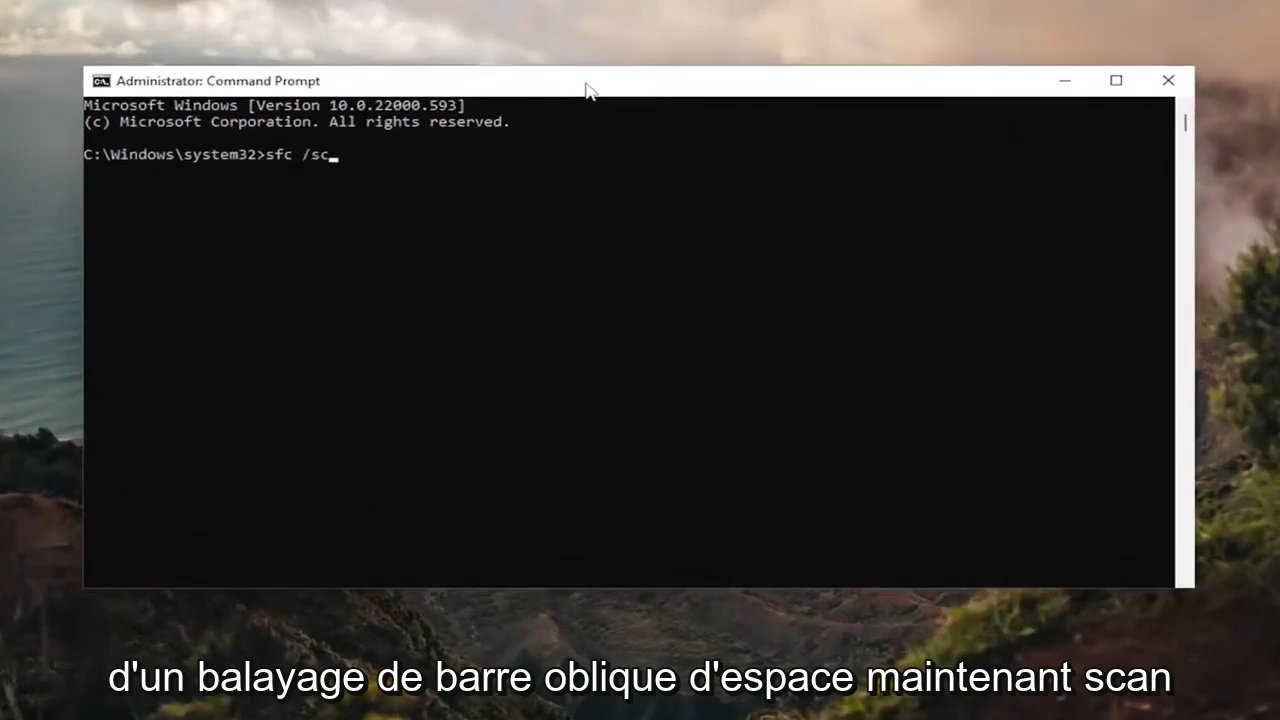 Administrator: Command Prompt
Microsoft Windows [Version 10.0.22000.593]
(c) Microsoft Corporation. All rights reserved.
C:\Windows\system32>sfc /sc
d'un balayage de barre oblique d'espace maintenant scan